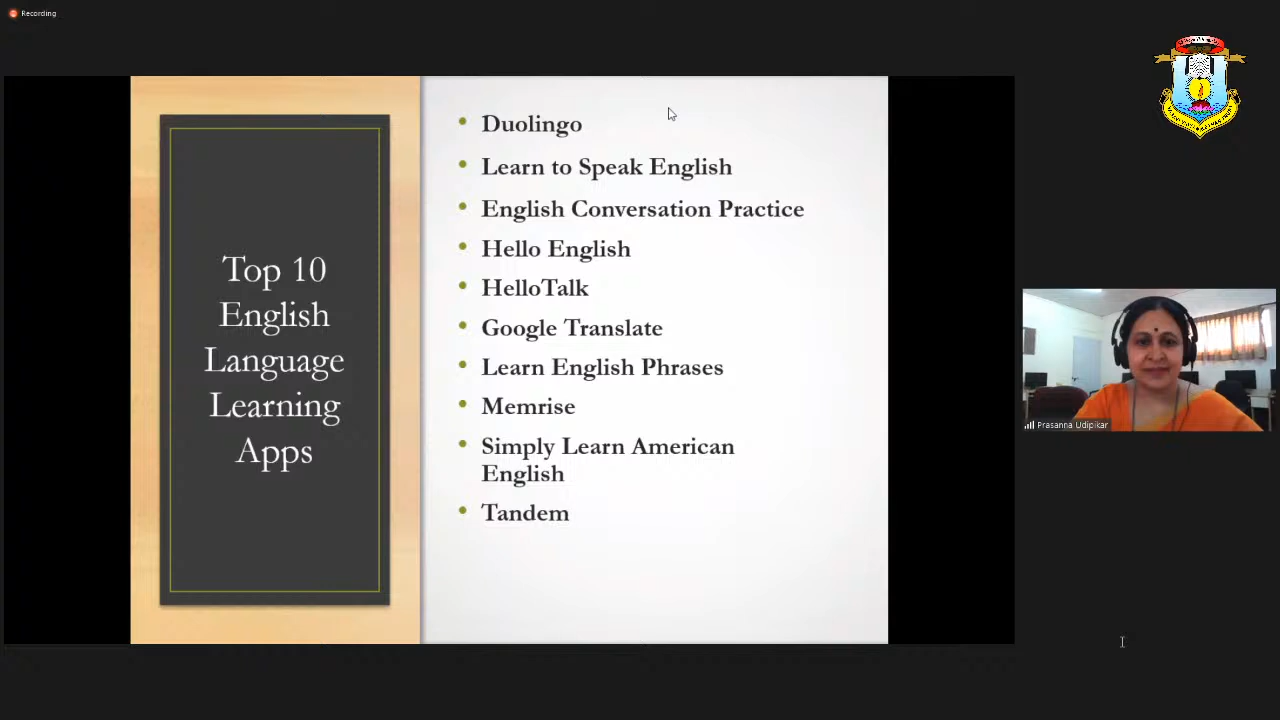 Recording
Top 10
English
Language
Learning
Apps
Duolingo
Learn to Speak English
English Conversation Practice
Hello English
HelloTalk
Google Translate
Learn English Phrases
Memrise
Simply Learn American
English
Tandem
Prasanna Udipikar